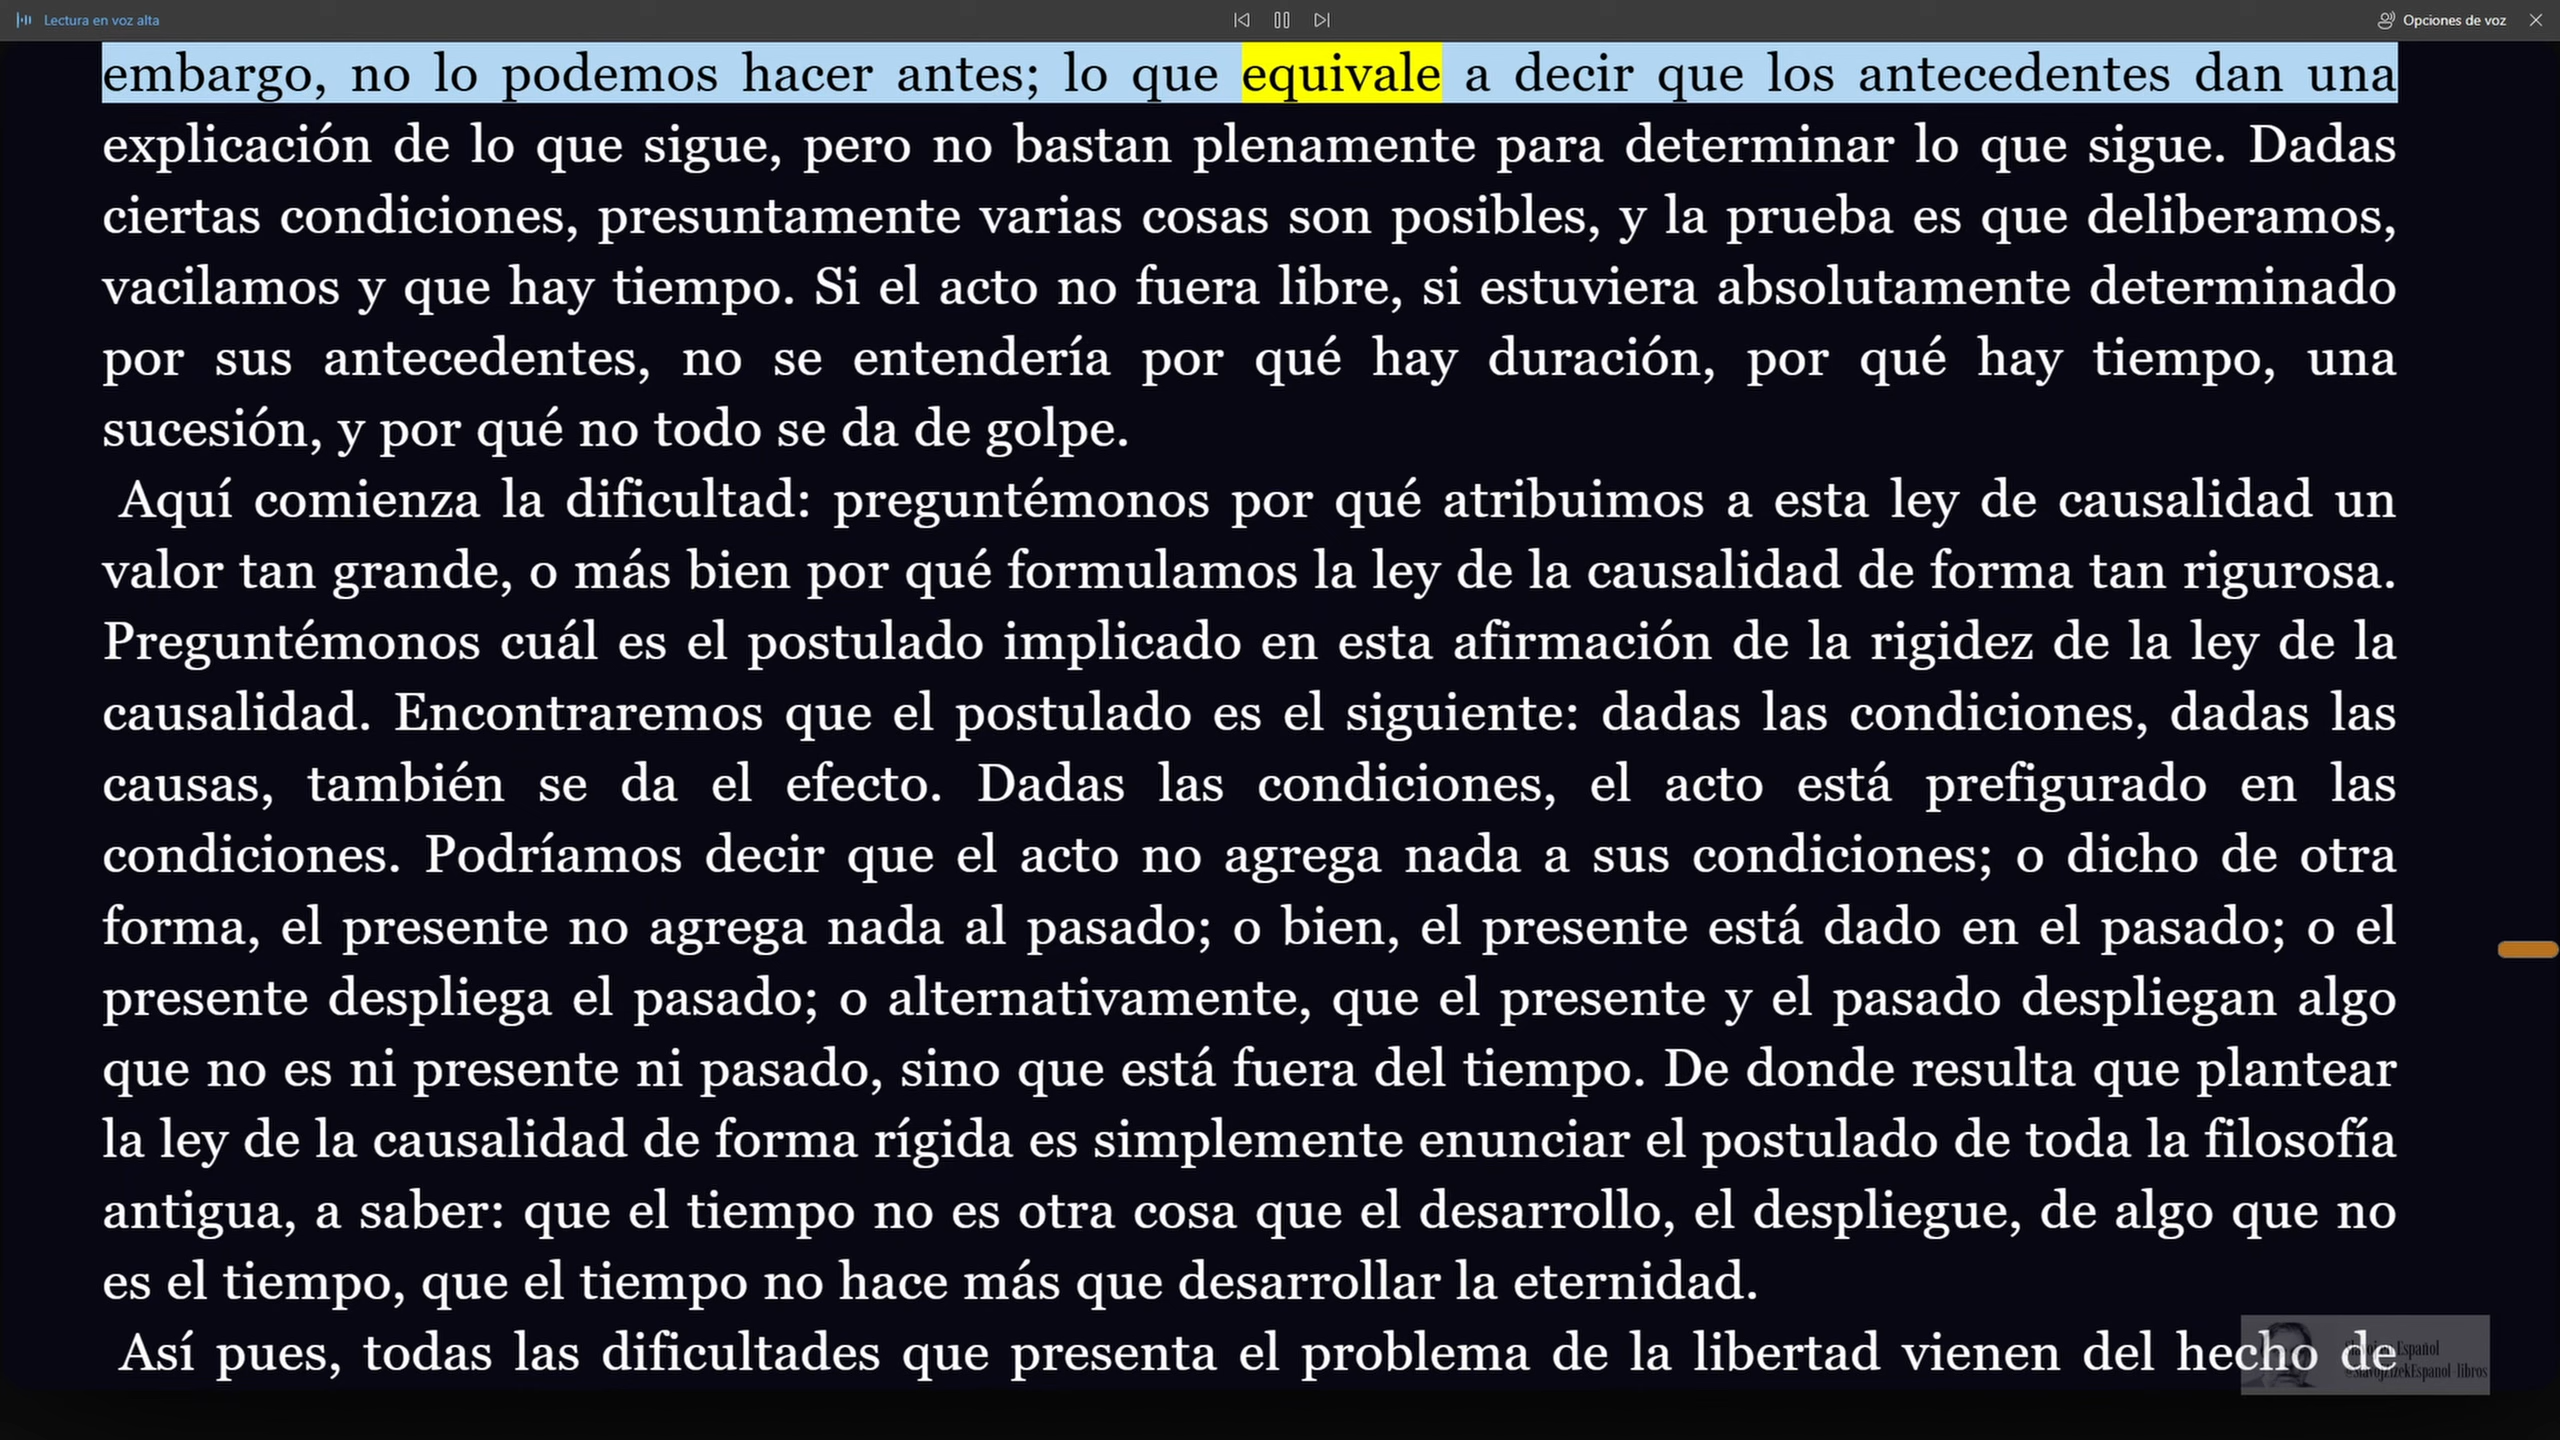 Lectura en voz alta
Opciones de voz
embargo, no lo podemos hacer antes; lo que equivale a decir que los antecedentes dan una
explicación de lo que sigue, pero no bastan plenamente para determinar lo que sigue. Dadas
ciertas condiciones, presuntamente varias cosas son posibles, y la prueba es que deliberamos,
vacilamos y que hay tiempo. Si el acto no fuera libre, si estuviera absolutamente determinado
por sus antecedentes, no se entendería por qué hay duración, por qué hay tiempo, una
sucesión, y por qué no todo se da de golpe.
Aquí comienza la dificultad: preguntémonos por qué atribuimos a esta ley de causalidad un
valor tan grande, o más bien por qué formulamos la ley de la causalidad de forma tan rigurosa.
Preguntémonos cuál es el postulado implicado en esta afirmación de la rigidez de la ley de la
causalidad. Encontraremos que el postulado es el siguiente: dadas las condiciones, dadas las
causas, también se da el efecto. Dadas las condiciones, el acto está prefigurado en las
condiciones. Podríamos decir que el acto no agrega nada a sus condiciones; o dicho de otra
forma, el presente no agrega nada al pasado; o bien, el presente está dado en el pasado; o el
presente despliega el pasado; o alternativamente, que el presente y el pasado despliegan algo
que no es ni presente ni pasado, sino que está fuera del tiempo. De donde resulta que plantear
la ley de la causalidad de forma rígida es simplemente enunciar el postulado de toda la filosofía
antigua, a saber: que el tiempo no es otra cosa que el desarrollo, el despliegue, de algo que no
es el tiempo, que el tiempo no hace más que desarrollar la eternidad.
Así pues, todas las dificultades que presenta el problema de la libertad vienen del hecho de
Español